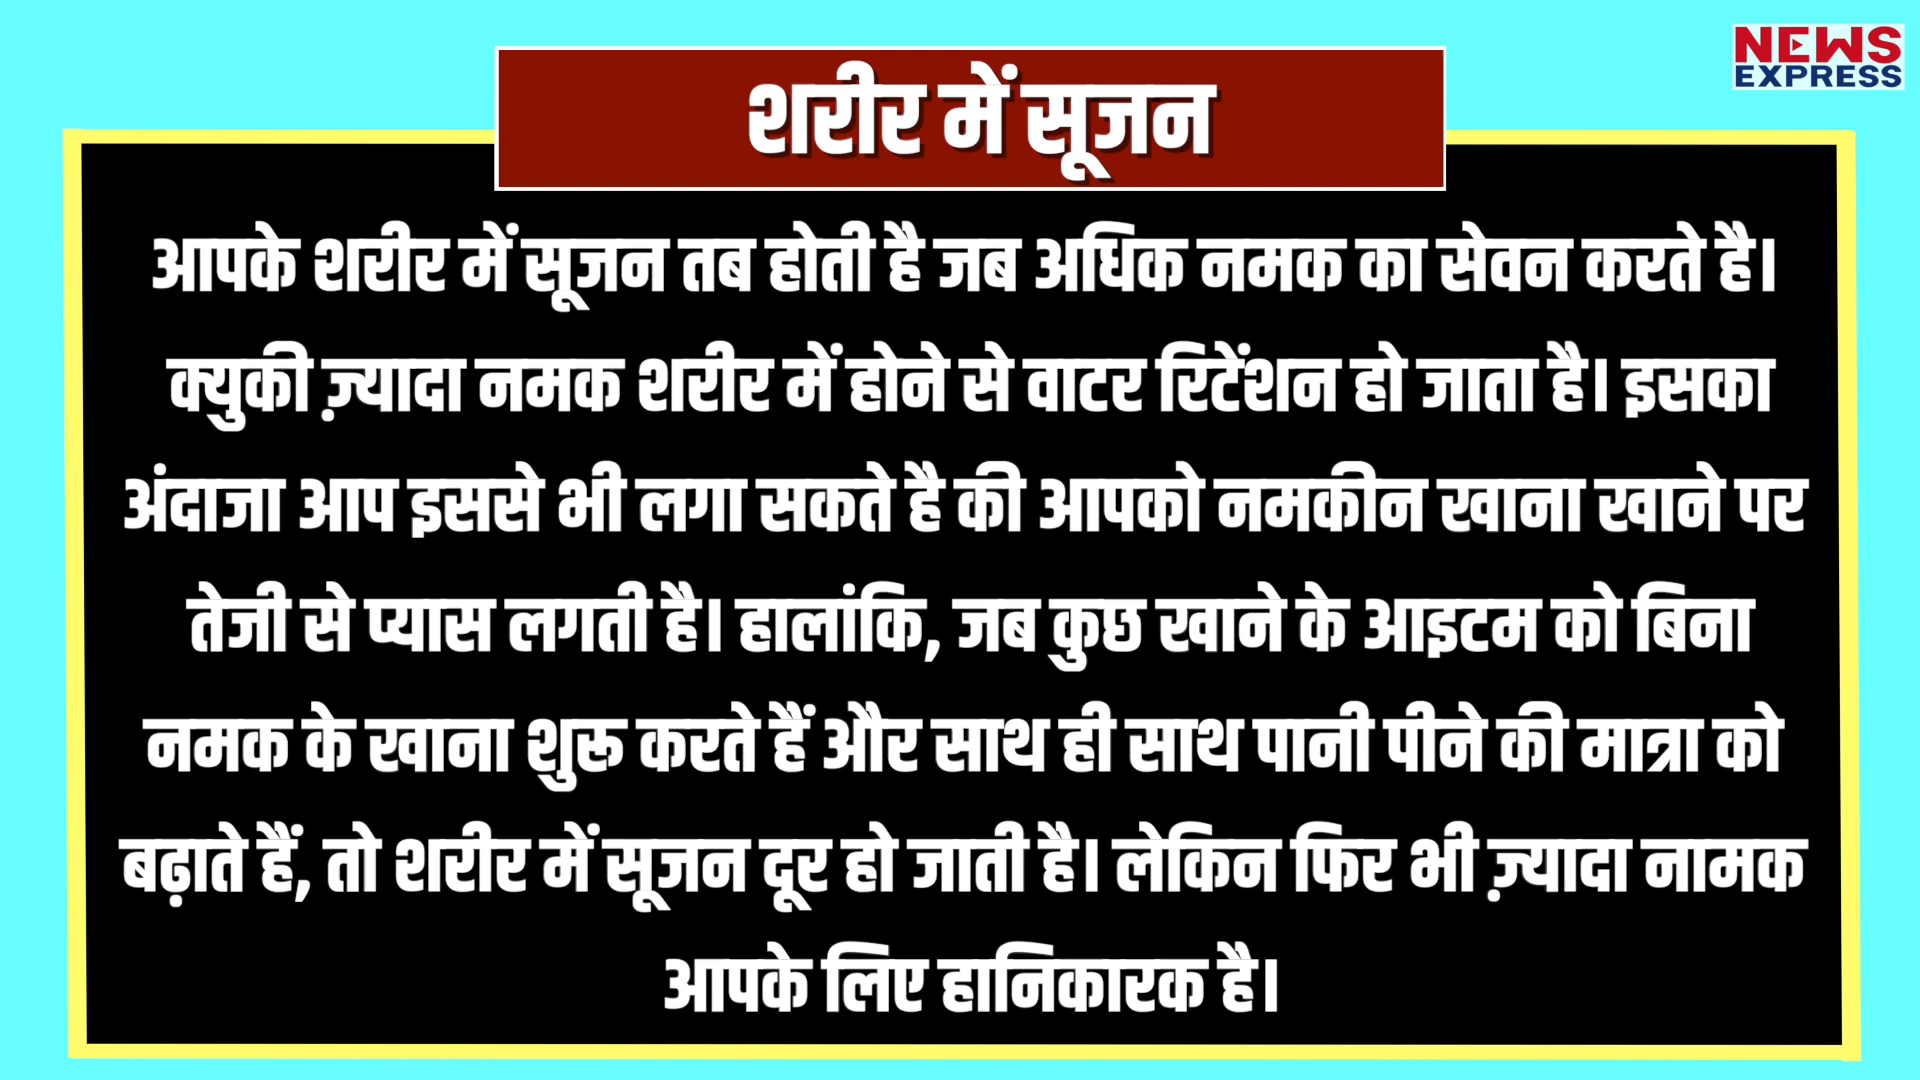 NEWS
EXPRESS
शरीर में सूजन
आपके शरीर में सूजन तब होती है जब अधिक नमक का सेवन करते है।
क्युकी ज़्यादा नमक शरीर में होने से वाटर रिटेंशन हो जाता है। इसका
अंदाजा आप इससे भी लगा सकते है की आपको नमकीन खाना खाने पर
तेजी से प्यास लगती है। हालांकि, जब कुछ खाने के आइटम को बिना
नमक के खाना शुरू करते हैं और साथ ही साथ पानी पीने की मात्रा को
बढ़ाते हैं, तो शरीर में सूजन दूर हो जाती है। लेकिन फिर भी ज़्यादा नामक
आपके लिए हानिकारक है।